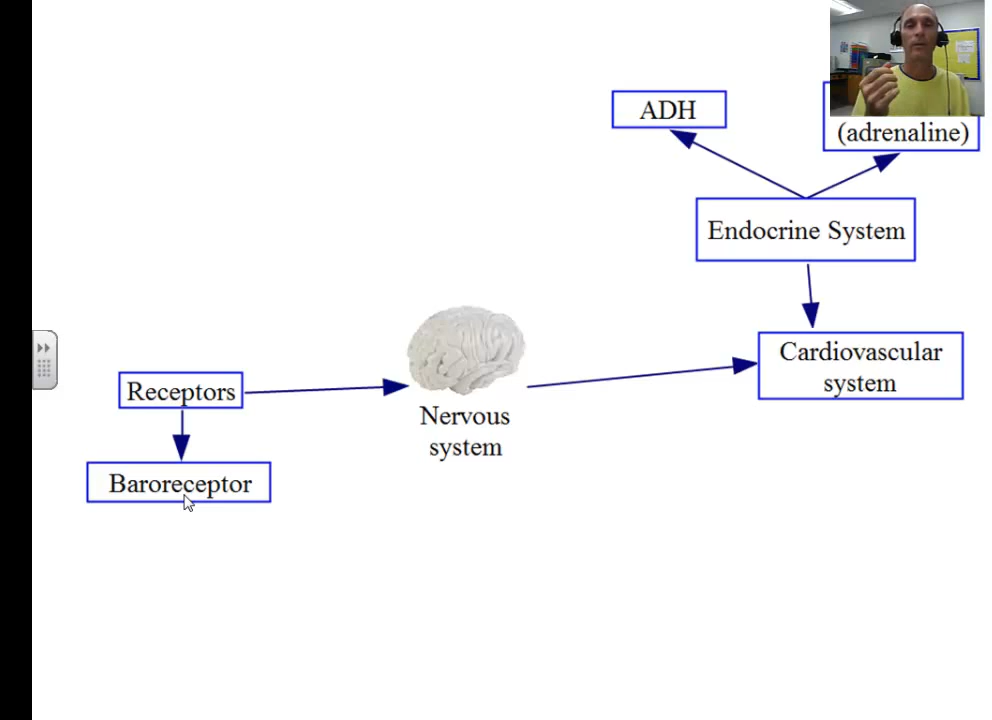 ADH
(adrenaline)
Endocrine System
Cardiovascular
system
Receptors
Nervous
system
Baroreceptor